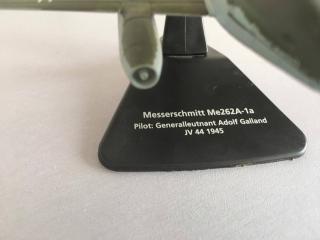 Messerschmitt Me262A-1a
Pilot: Generalleutnant Adolf Galland
JV 44 1945